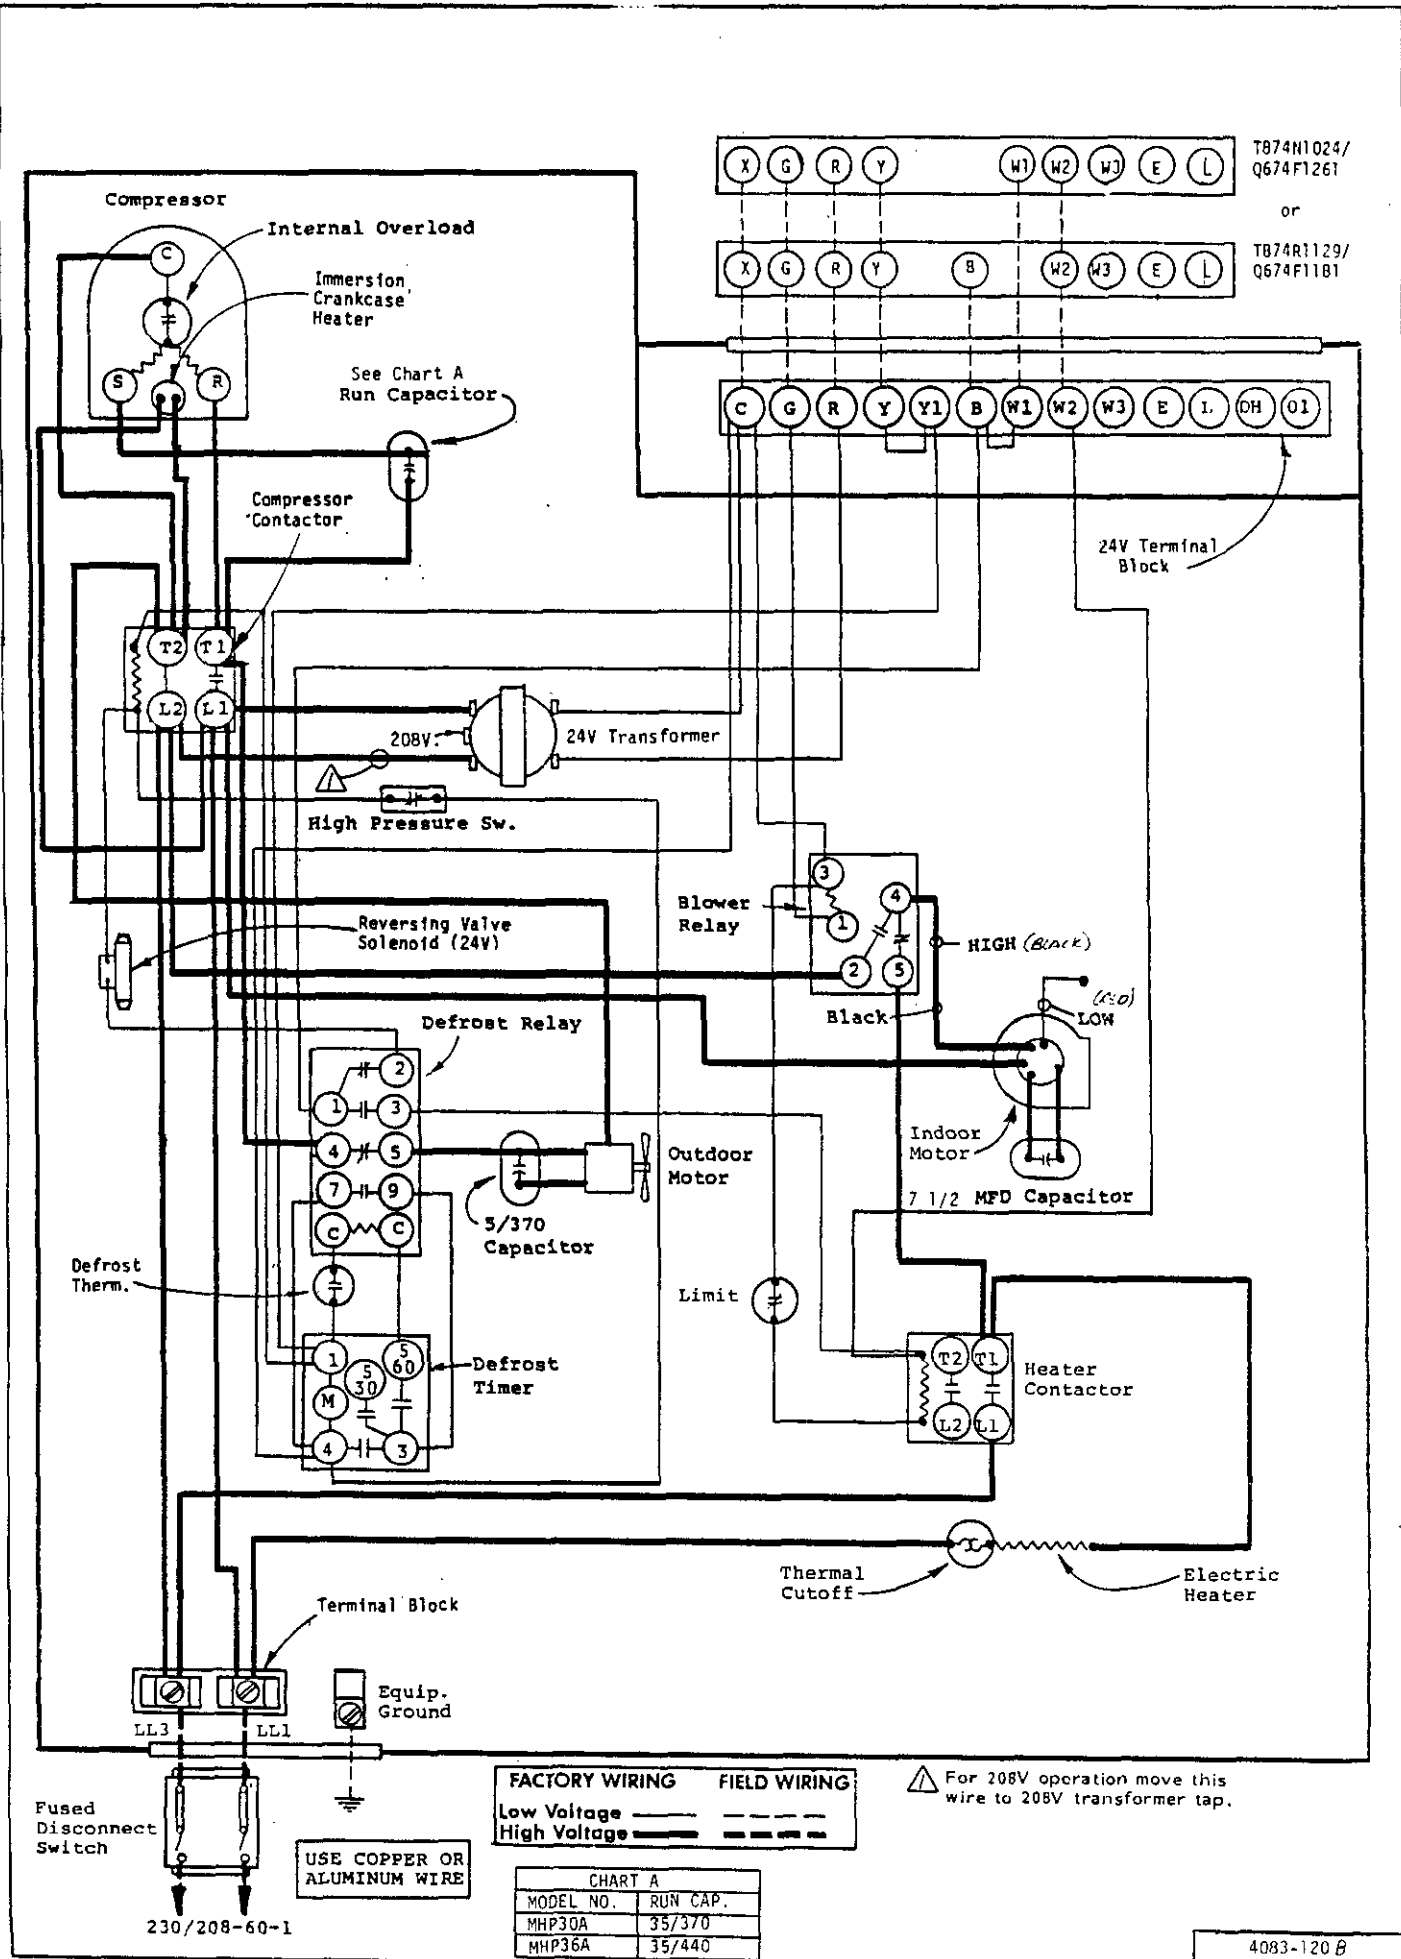 X G R Y W1 W2 W3 E L
T874N1024/
Q674F1261
or
X G R Y B W2 W3 E L
T874R1129/
Q674F1181
Compressor
Internal Overload
C
Immersion
Crankcase
Heater
S
R
See Chart A
Run Capacitor
C G R Y Y1 B W1 W2 W3 E L DH O1
24V Terminal
Block
Compressor
Contactor
T2 T1
L2 L1
208V.
24V Transformer
High Pressure Sw.
Blower
Relay
3
4
1
2
5
HIGH (BLACK)
Black
(RED)
LOW
Reversing Valve
Solenoid (24V)
Defrost Relay
2
1 3
4 5
7 9
C C
Outdoor
Motor
5/370
Capacitor
Indoor
Motor
7 1/2 MFD Capacitor
Defrost
Therm.
Limit
1
5
30
5
60
M
4 3
Defrost
Timer
T2 T1
L2 L1
Heater
Contactor
Thermal
Cutoff
Electric
Heater
Terminal Block
Equip.
Ground
LL3 LL1
Fused
Disconnect
Switch
230/208-60-1
USE COPPER OR
ALUMINUM WIRE
FACTORY WIRING FIELD WIRING
Low Voltage
High Voltage
For 208V operation move this
wire to 208V transformer tap.
CHART A
MODEL NO. RUN CAP.
MHP30A 35/370
MHP36A 35/440
4083-120 B